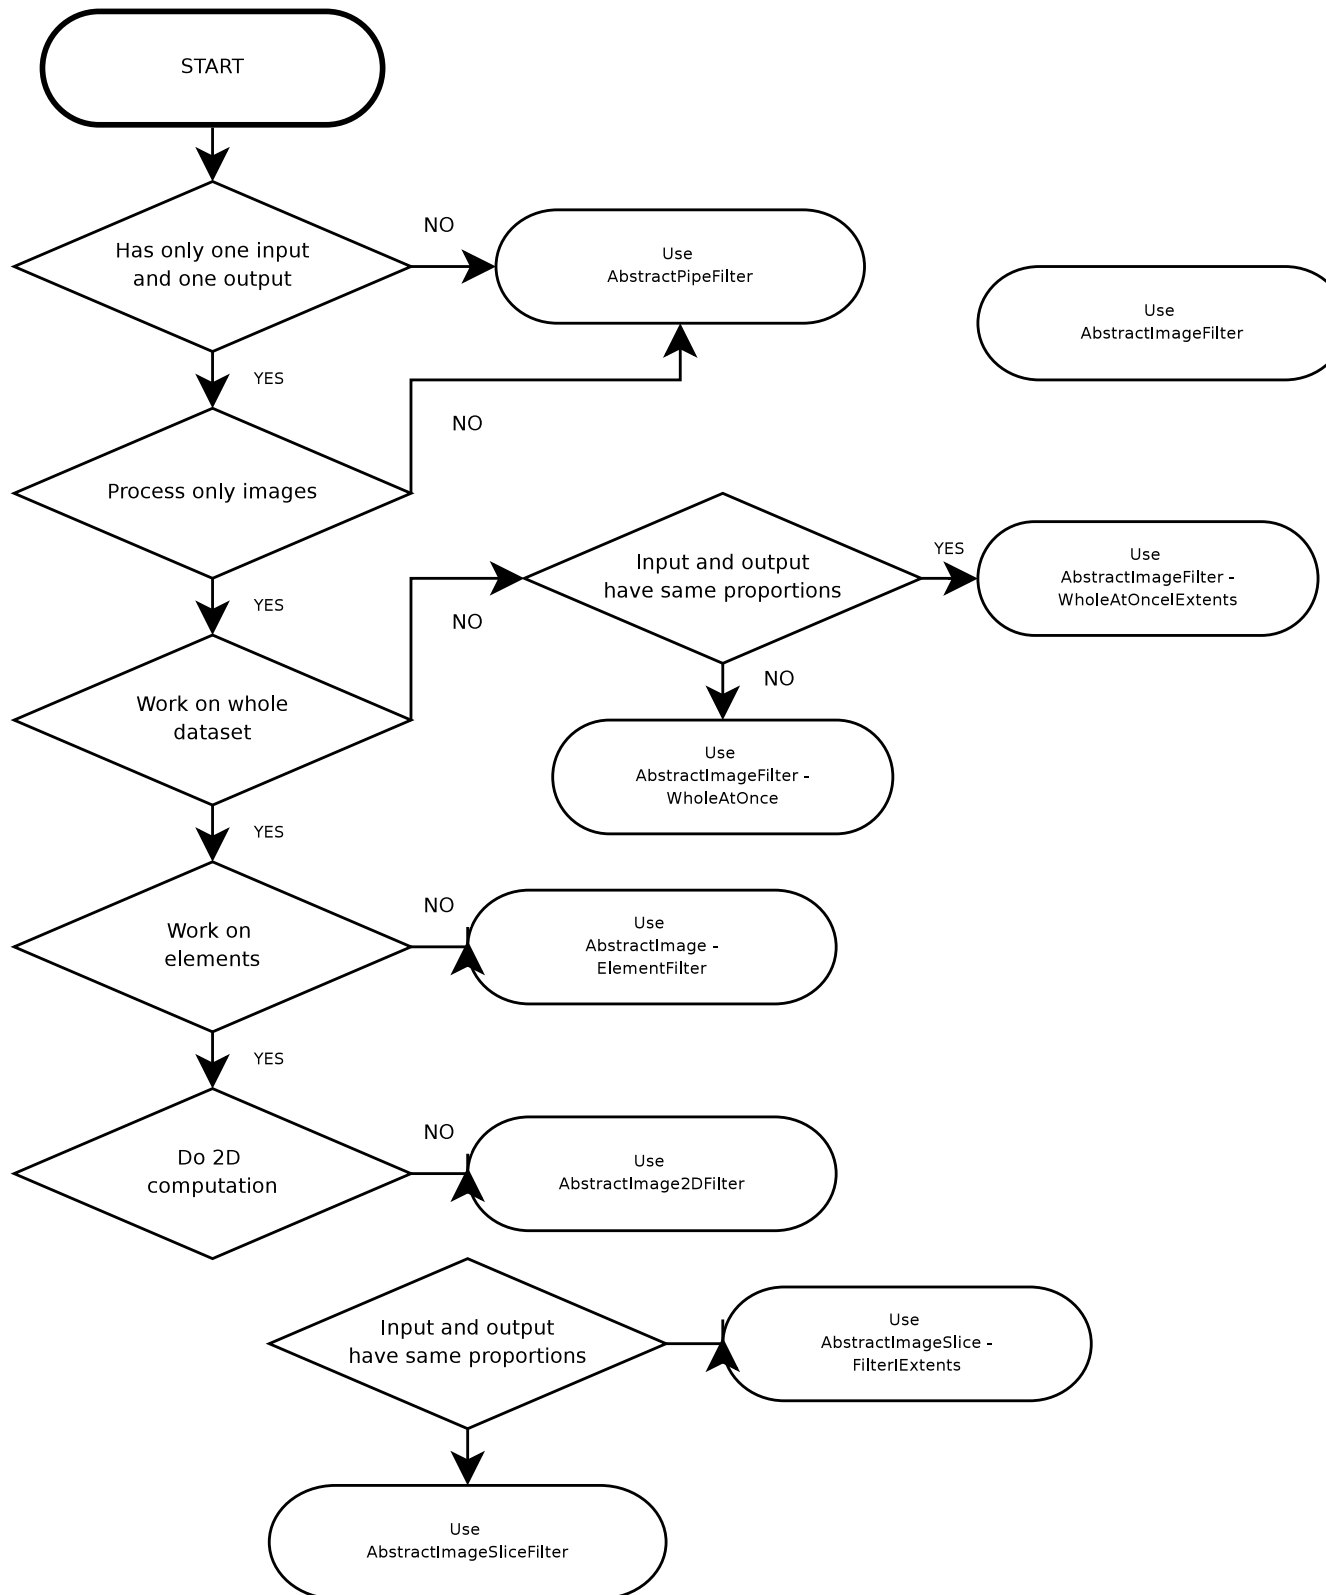 START
Has only one input
and one output
NO
Use
AbstractPipeFilter
Use
AbstractImageFilter
YES
NO
Process only images
Input and output
have same proportions
YES
Use
AbstractImageFilter -
WholeAtOnceIExtents
YES
NO
NO
Work on whole
dataset
Use
AbstractImageFilter -
WholeAtOnce
YES
NO
Work on
elements
Use
AbstractImage -
ElementFilter
YES
NO
Do 2D
computation
Use
AbstractImage2DFilter
Input and output
have same proportions
Use
AbstractImageSlice -
FilterIExtents
Use
AbstractImageSliceFilter